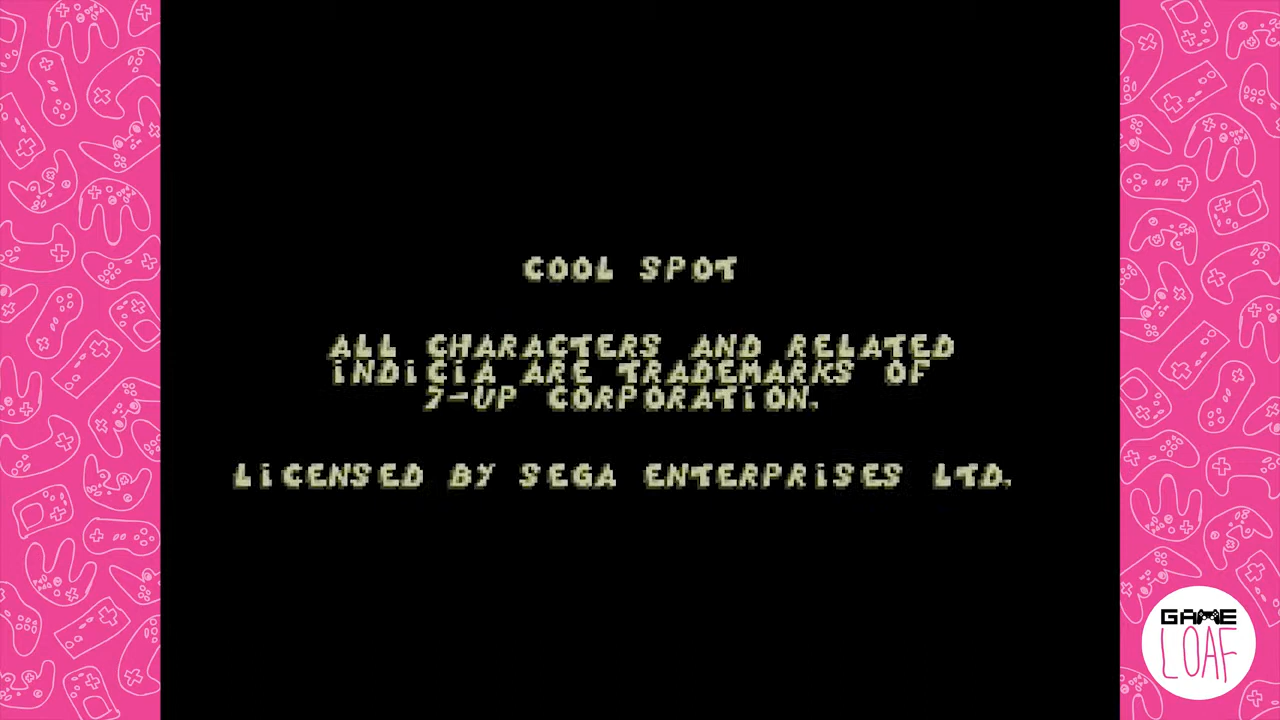 COOL SPOT
ALL CHARACTERS AND RELATED
iNDiCiA ARE TRADEMARKS OF
7-UP CORPORATiON.
LiCENSED BY SEGA ENTERPRiSES LTD.
GAME
LOAF